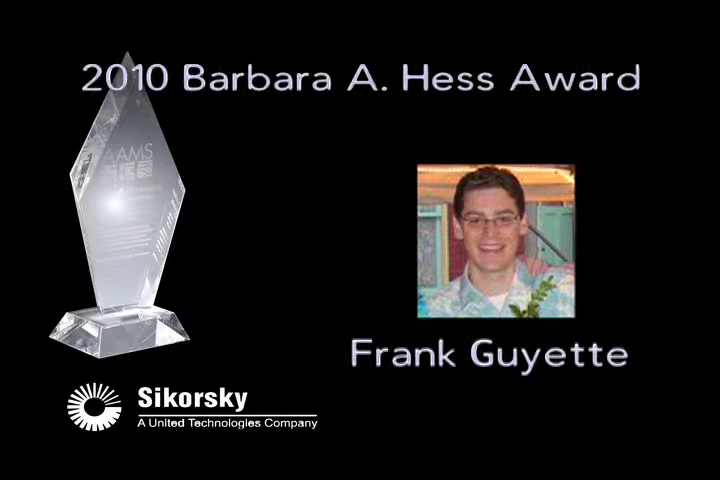 2010 Barbara A. Hess Award
AAMS
Frank Guyette
Sikorsky
A United Technologies Company